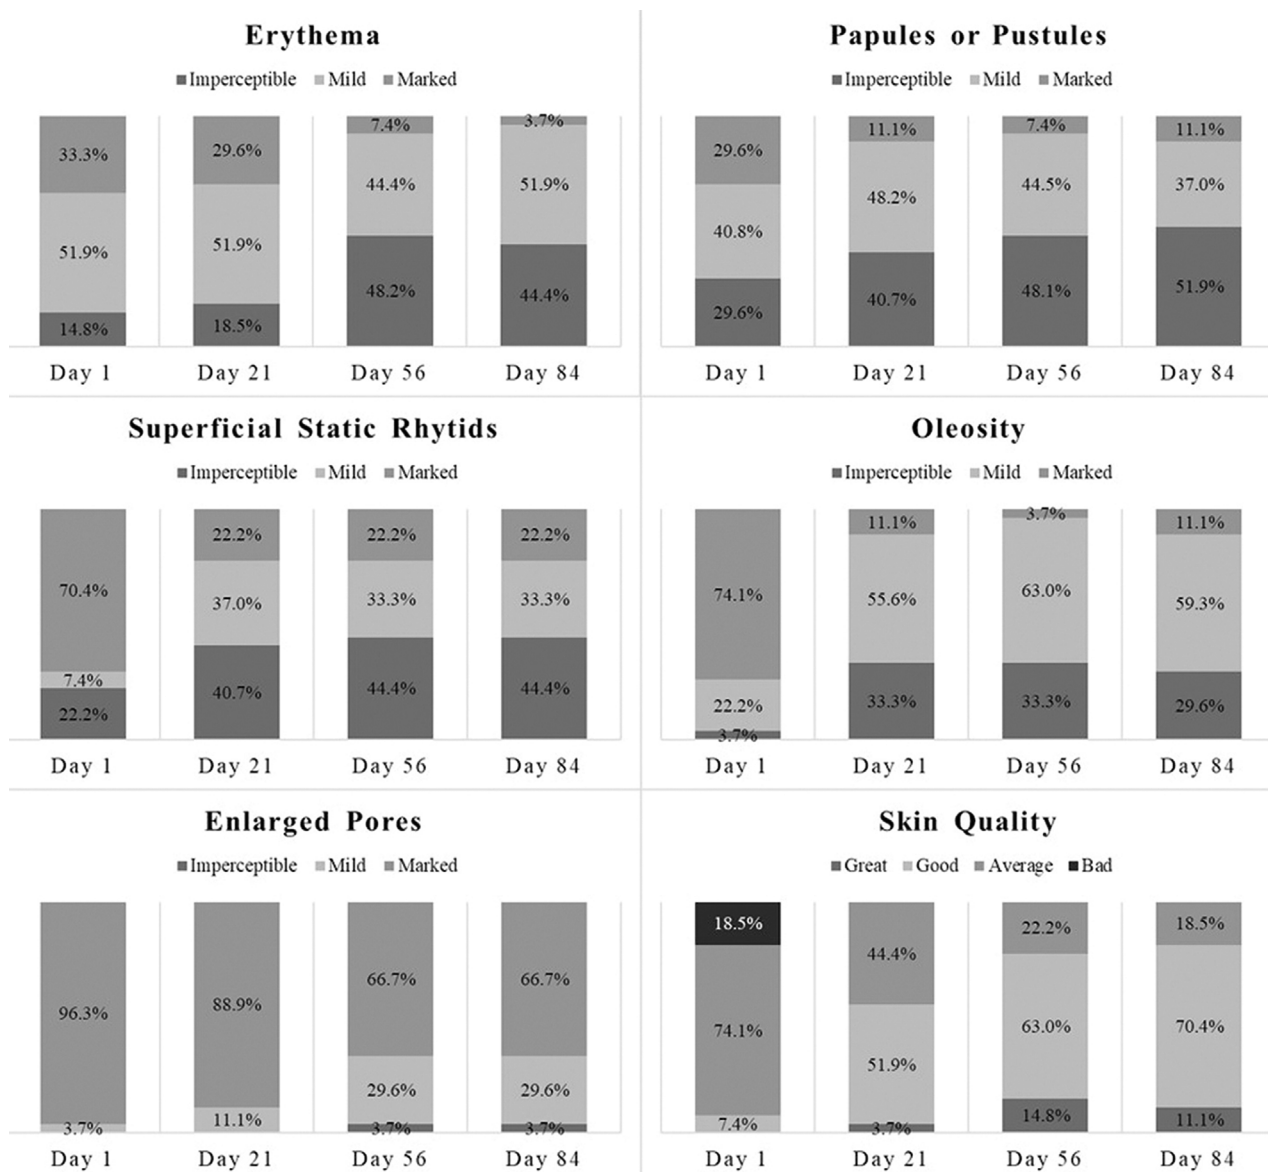 Erythema
Imperceptible Mild Marked
33.3% 29.6% 7.4% 3.7%
51.9% 51.9% 44.4% 51.9%
14.8% 18.5% 48.2% 44.4%
Day 1 Day 21 Day 56 Day 84
Papules or Pustules
Imperceptible Mild Marked
29.6% 11.1% 7.4% 11.1%
40.8% 48.2% 44.5% 37.0%
29.6% 40.7% 48.1% 51.9%
Day 1 Day 21 Day 56 Day 84
Superficial Static Rhytids
Imperceptible Mild Marked
70.4% 22.2% 22.2% 22.2%
7.4% 37.0% 33.3% 33.3%
22.2% 40.7% 44.4% 44.4%
Day 1 Day 21 Day 56 Day 84
Oleosity
Imperceptible Mild Marked
74.1% 11.1% 3.7% 11.1%
22.2% 55.6% 63.0% 59.3%
3.7% 33.3% 33.3% 29.6%
Day 1 Day 21 Day 56 Day 84
Enlarged Pores
Imperceptible Mild Marked
96.3% 88.9% 66.7% 66.7%
3.7% 11.1% 29.6% 29.6%
3.7% 3.7%
Day 1 Day 21 Day 56 Day 84
Skin Quality
Great Good Average Bad
18.5%
74.1% 44.4% 22.2% 18.5%
7.4% 51.9% 63.0% 70.4%
3.7% 14.8% 11.1%
Day 1 Day 21 Day 56 Day 84